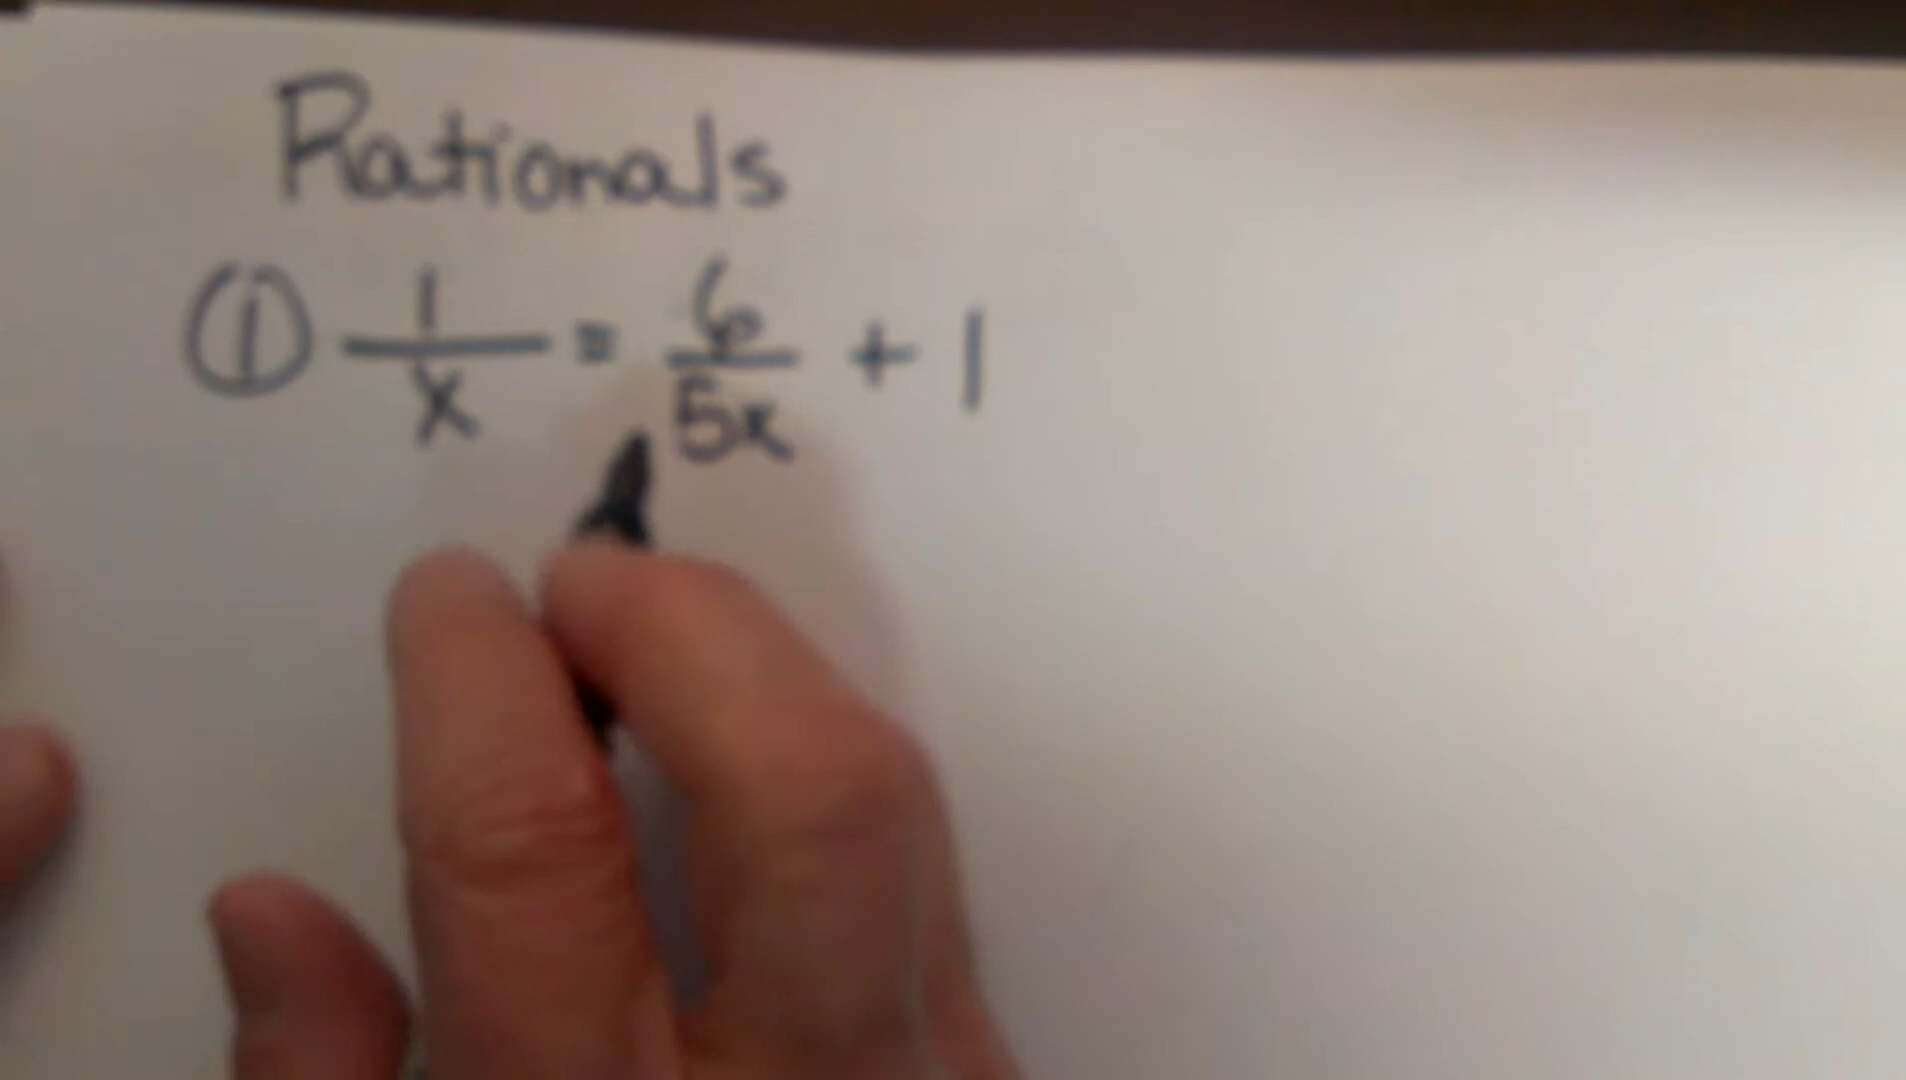 Rationals
① 1/x = 6/5x + 1